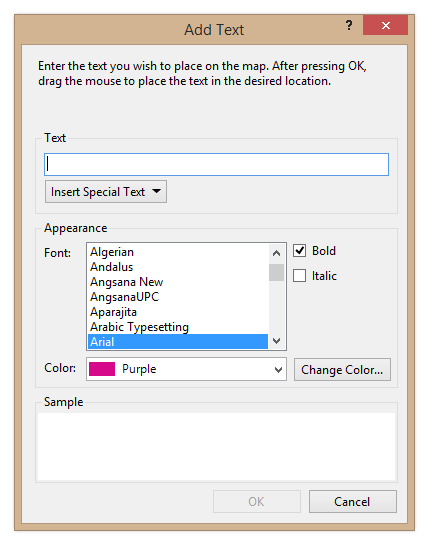 Add Text
?
Enter the text you wish to place on the map. After pressing OK,
drag the mouse to place the text in the desired location.
Text
Insert Special Text
Appearance
Font:
Algerian
Andalus
Angsana New
AngsanaUPC
Aparajita
Arabic Typesetting
Arial
Bold
Italic
Color:
Purple
Change Color...
Sample
OK
Cancel